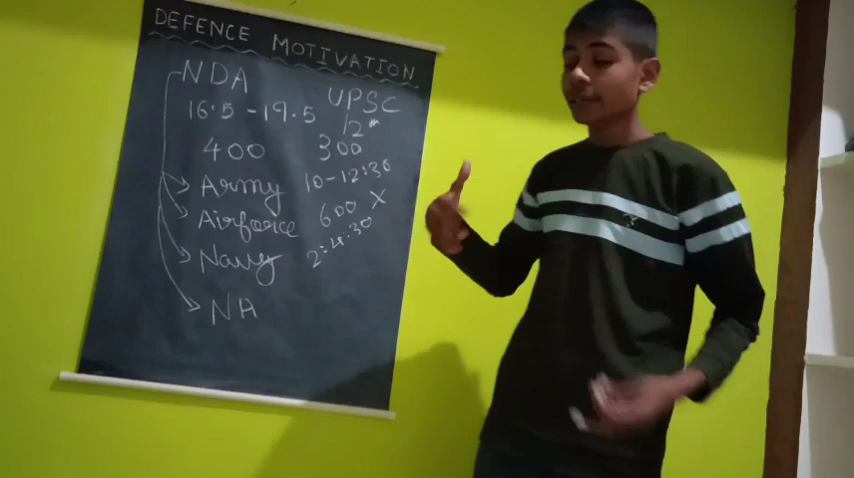 DEFENCE MOTIVATION
NDA
UPSC
16.5 - 19.5
12th
400
300
Army
10-12:30
Airforce
600 X
Navy
2:4:30
NA